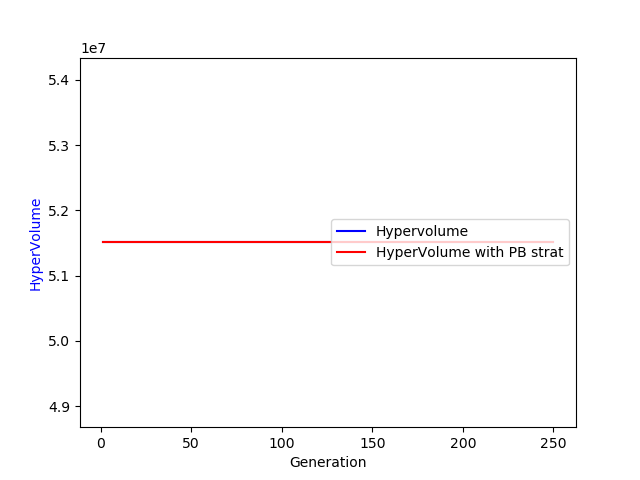 1e7
5.4
5.3
5.2
5.1
5.0
4.9
HyperVolume
Hypervolume
HyperVolume with PB strat
0
50
100
150
200
250
Generation